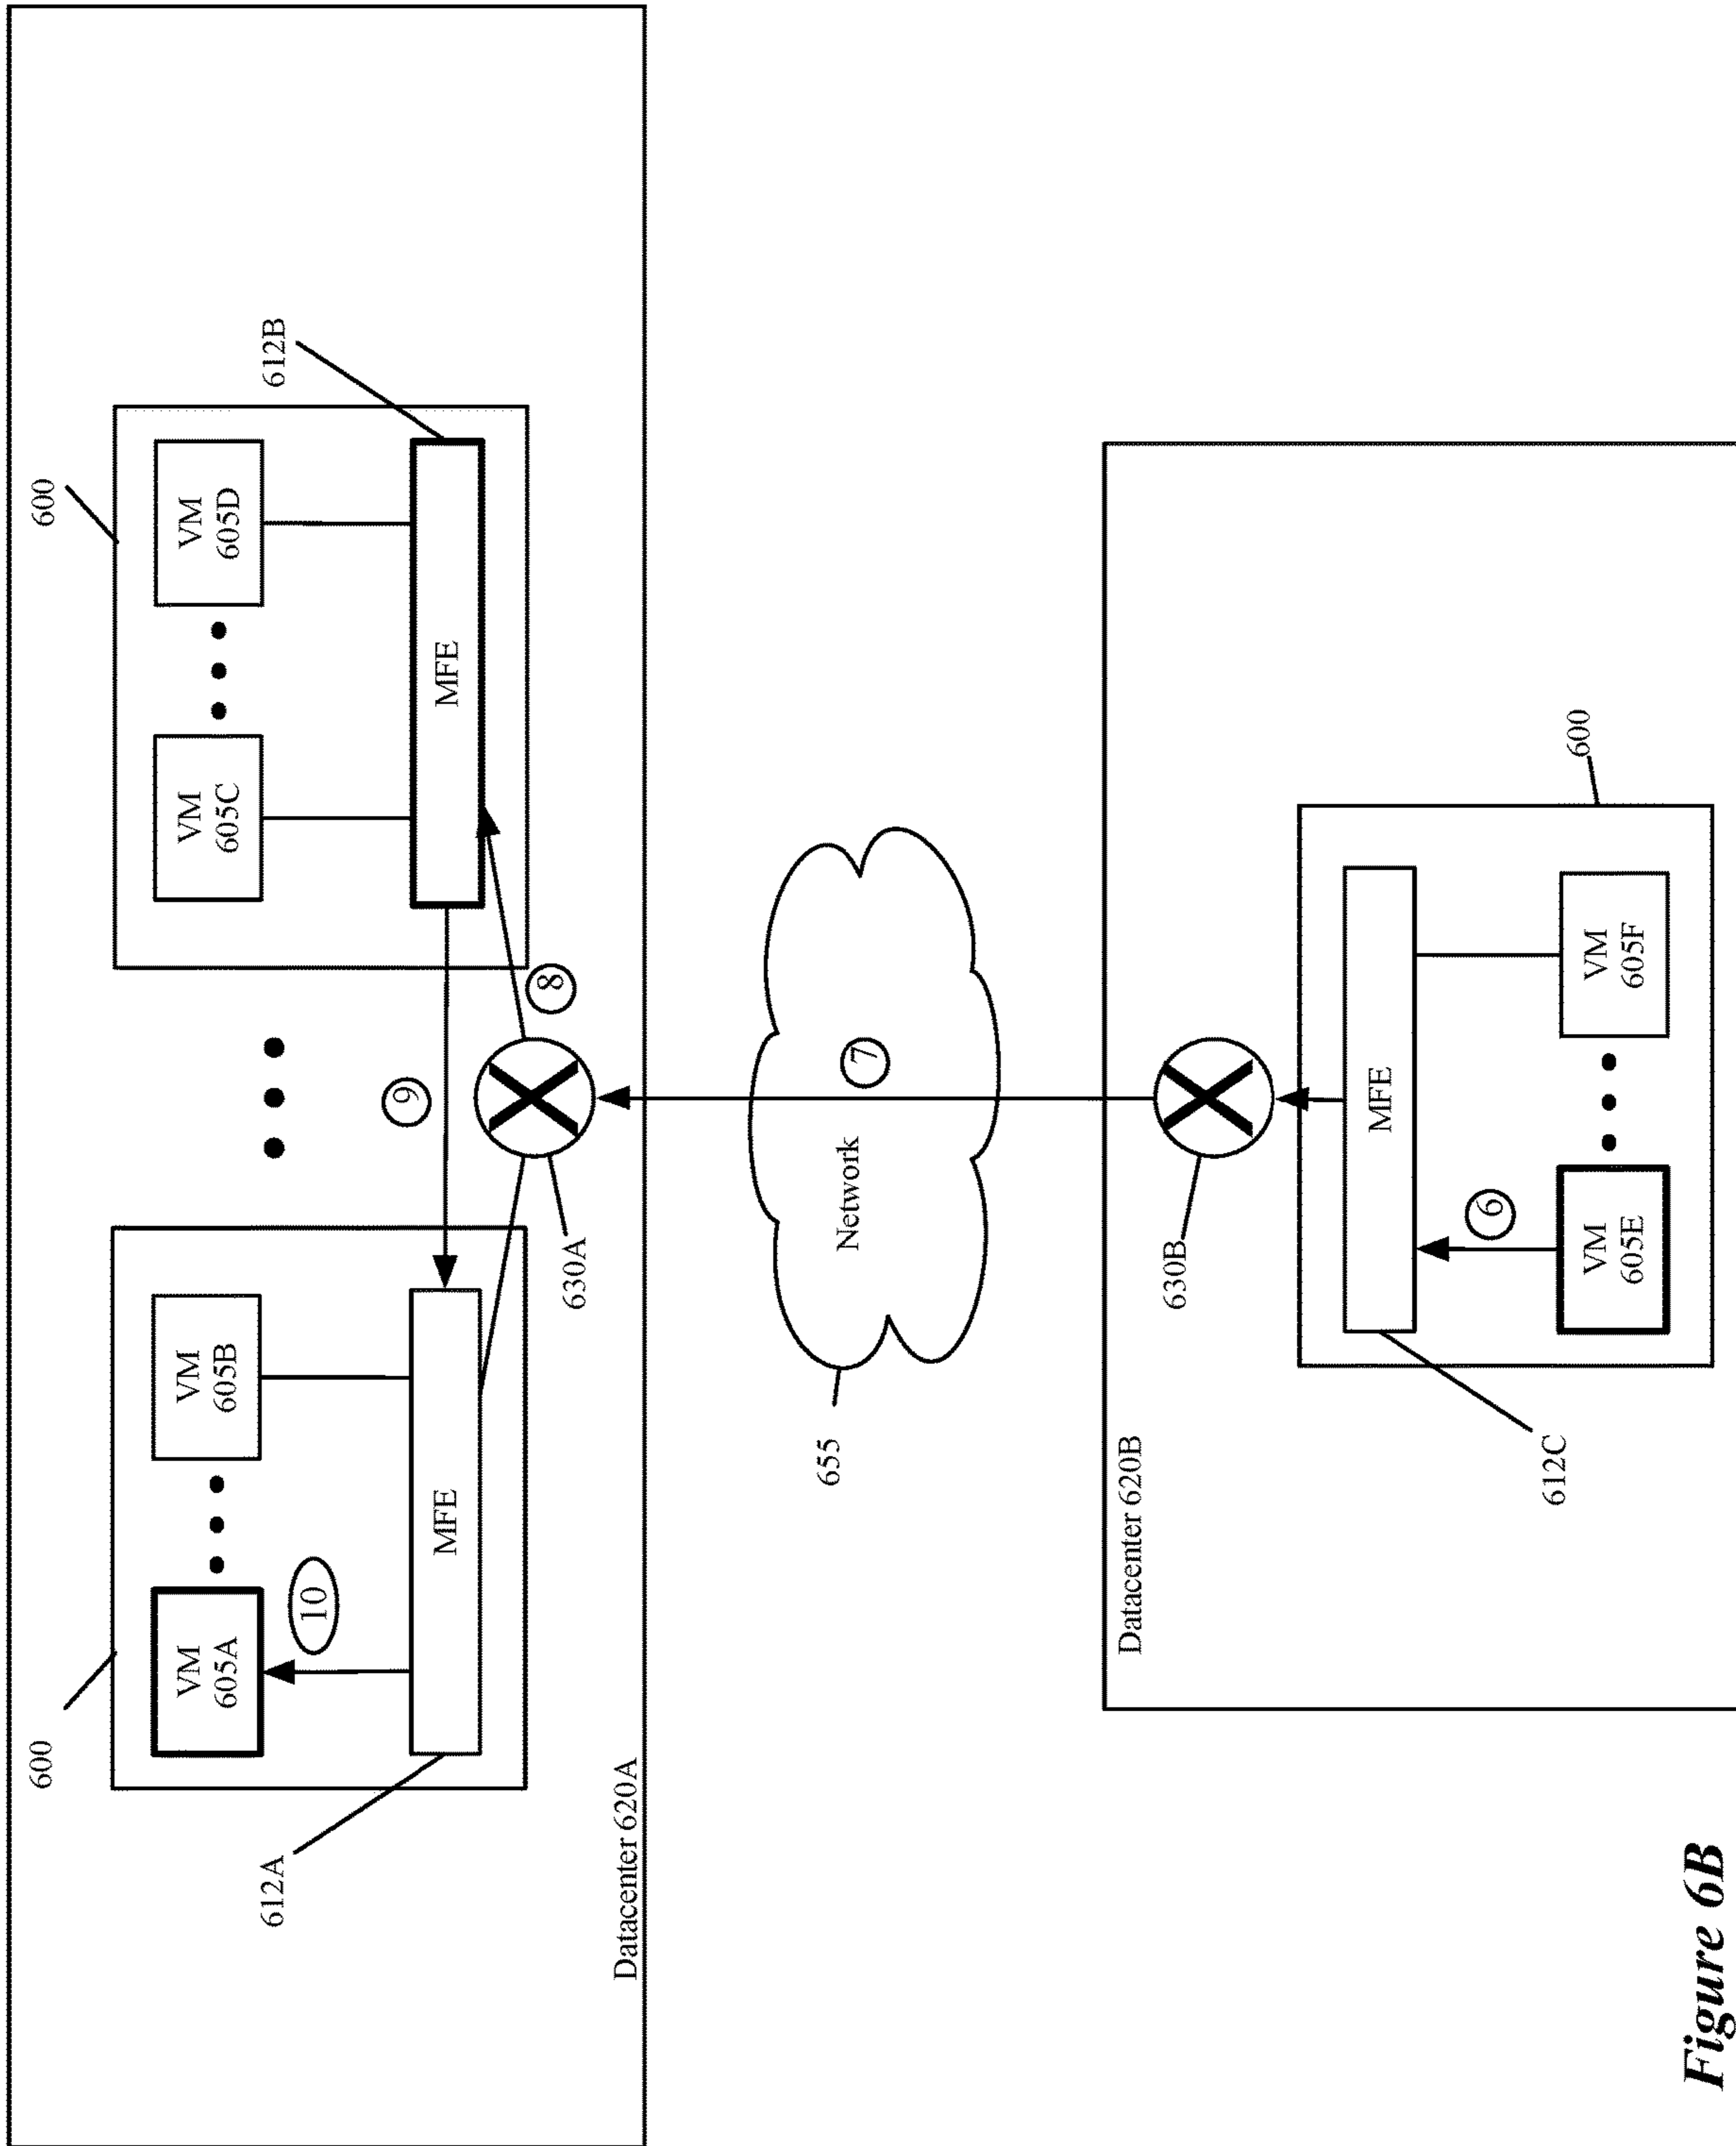 600
600
VM
605A
VM
605B
VM
605C
VM
605D
10
612A
612B
MFE
MFE
9
8
630A
Datacenter 620A
Network
7
655
Datacenter 620B
630B
MFE
612C
6
VM
605E
VM
605F
600
Figure 6B